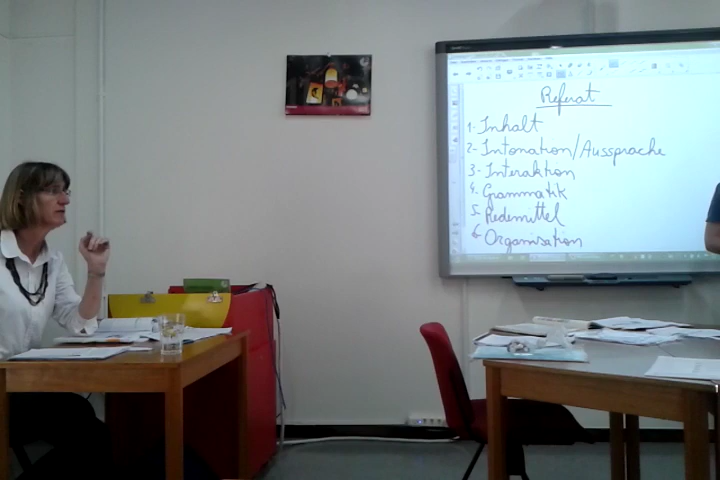 Referat
1- Inhalt
2- Intonation/Aussprache
3- Interaktion
4. Grammatik
5. Redemittel
6- Organisation